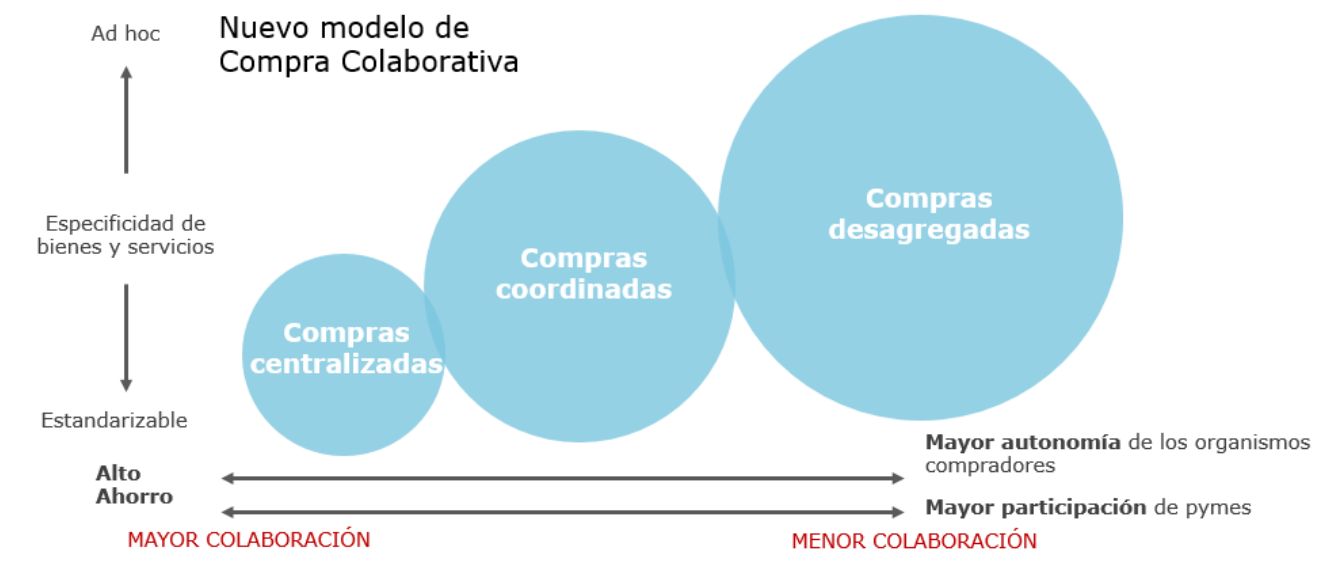 Ad hoc
Nuevo modelo de
Compra Colaborativa
Compras
desagregadas
Especificidad de
bienes y servicios
Compras
coordinadas
Compras
centralizadas
Estandarizable
Mayor autonomía de los organismos
compradores
Alto
Ahorro
Mayor participación de pymes
MAYOR COLABORACIÓN
MENOR COLABORACIÓN